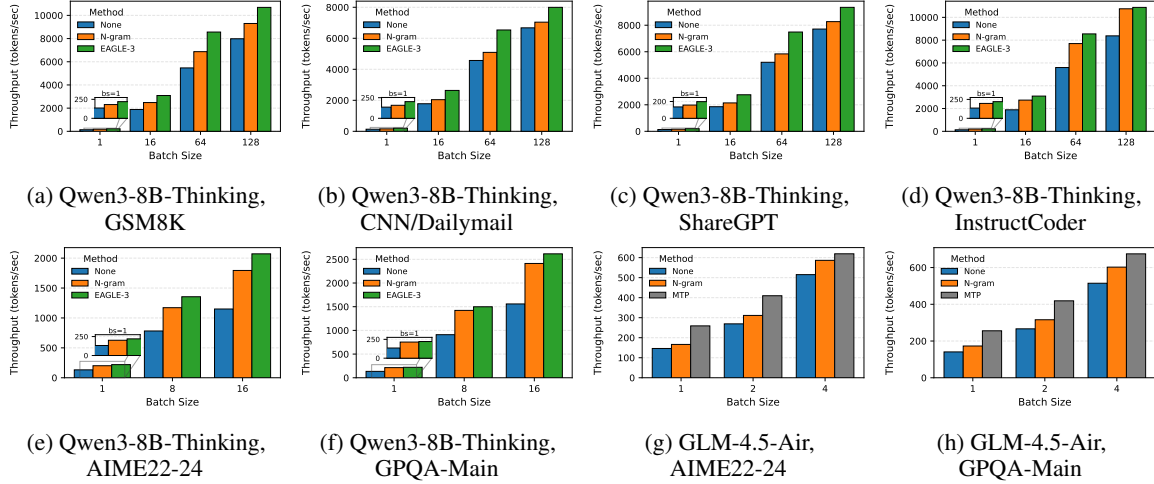 Throughput (tokens/sec)
10000
8000
6000
4000
2000
0
Method
None
N-gram
EAGLE-3
bs=1
250
0
1 16 64 128
Batch Size
(a) Qwen3-8B-Thinking,
GSM8K
Throughput (tokens/sec)
8000
6000
4000
2000
0
Method
None
N-gram
EAGLE-3
bs=1
250
0
1 16 64 128
Batch Size
(b) Qwen3-8B-Thinking,
CNN/Dailymail
Throughput (tokens/sec)
8000
6000
4000
2000
0
Method
None
N-gram
EAGLE-3
bs=1
200
0
1 16 64 128
Batch Size
(c) Qwen3-8B-Thinking,
ShareGPT
Throughput (tokens/sec)
10000
8000
6000
4000
2000
0
Method
None
N-gram
EAGLE-3
bs=1
250
0
1 16 64 128
Batch Size
(d) Qwen3-8B-Thinking,
InstructCoder
Throughput (tokens/sec)
2000
1500
1000
500
0
Method
None
N-gram
EAGLE-3
bs=1
250
0
1 8 16
Batch Size
(e) Qwen3-8B-Thinking,
AIME22-24
Throughput (tokens/sec)
2500
2000
1500
1000
500
0
Method
None
N-gram
EAGLE-3
bs=1
250
0
1 8 16
Batch Size
(f) Qwen3-8B-Thinking,
GPQA-Main
Throughput (tokens/sec)
600
500
400
300
200
100
0
Method
None
N-gram
MTP
1 2 4
Batch Size
(g) GLM-4.5-Air,
AIME22-24
Throughput (tokens/sec)
600
400
200
0
Method
None
N-gram
MTP
1 2 4
Batch Size
(h) GLM-4.5-Air,
GPQA-Main